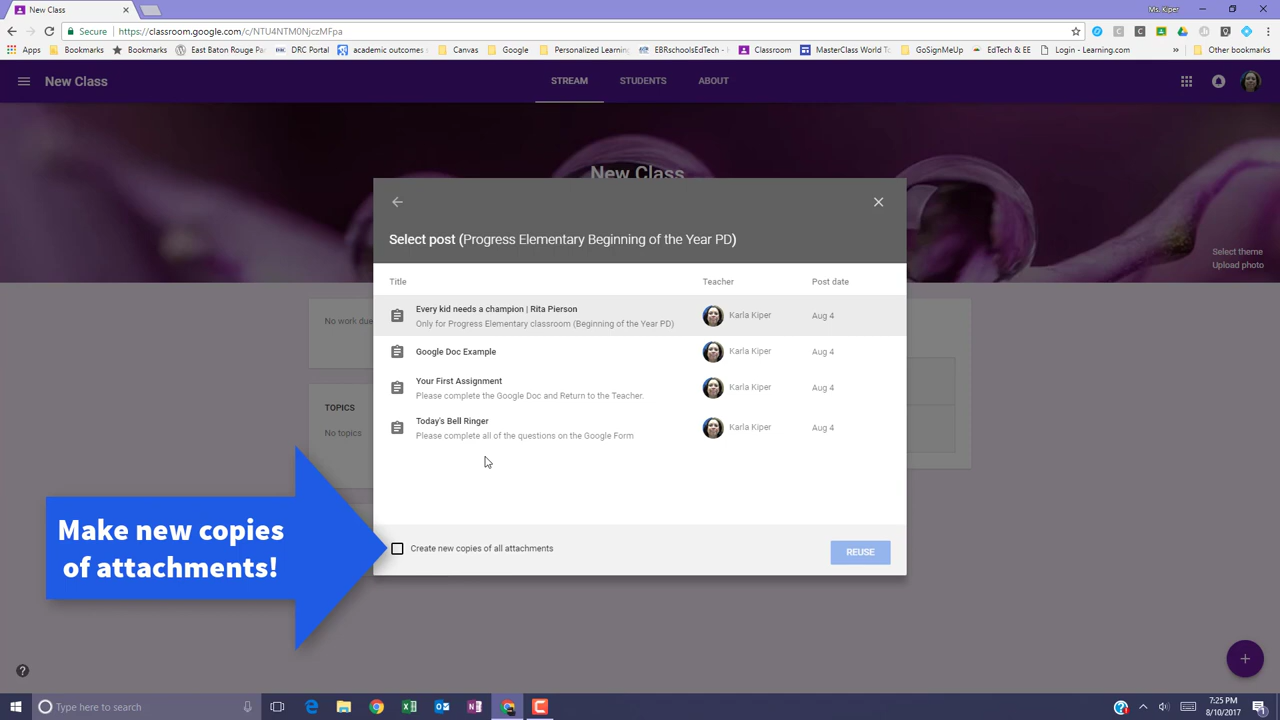 New Class
Ms. Kiper
Secure
https://classroom.google.com/c/NTU4NTM0NjczMFpa
Apps
Bookmarks
Bookmarks
East Baton Rouge Par
DRC Portal
academic outcomes s
Canvas
Google
Personalized Learning
EBRschoolsEdTech -
Classroom
MasterClass World To
GoSignMeUp
EdTech & EE
Login - Learning.com
Other bookmarks
New Class
STREAM
STUDENTS
ABOUT
New Class
Select theme
Upload photo
No work due
TOPICS
No topics
Select post (Progress Elementary Beginning of the Year PD)
Title
Teacher
Post date
Every kid needs a champion | Rita Pierson
Only for Progress Elementary classroom (Beginning of the Year PD)
Karla Kiper
Aug 4
Google Doc Example
Karla Kiper
Aug 4
Your First Assignment
Please complete the Google Doc and Return to the Teacher.
Karla Kiper
Aug 4
Today's Bell Ringer
Please complete all of the questions on the Google Form
Karla Kiper
Aug 4
Make new copies
of attachments!
Create new copies of all attachments
REUSE
Type here to search
7:25 PM
8/10/2017